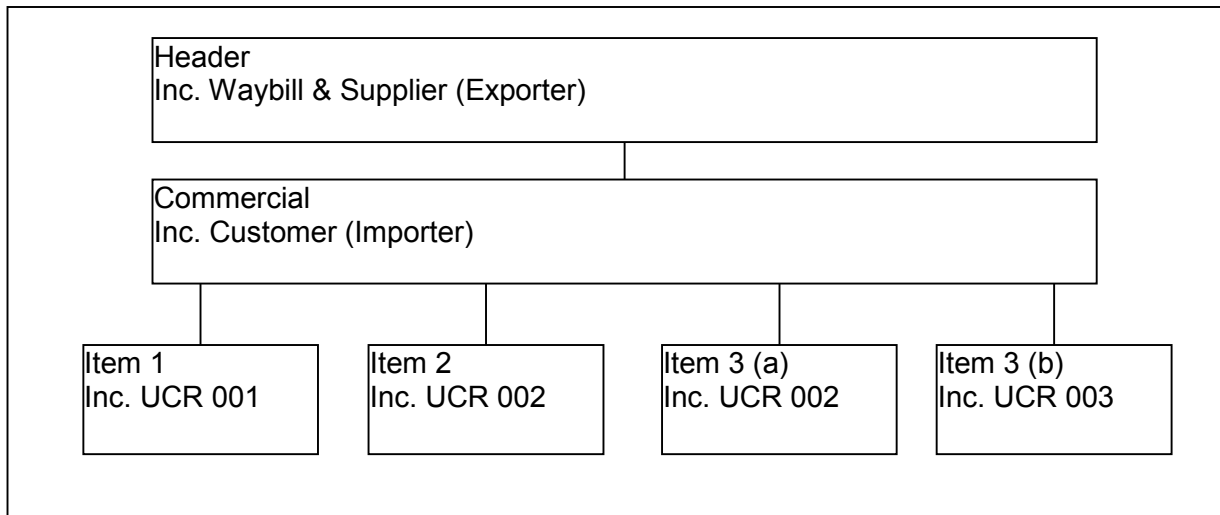 Header
Inc. Waybill & Supplier (Exporter)
Commercial
Inc. Customer (Importer)
Item 1
Inc. UCR 001
Item 2
Inc. UCR 002
Item 3 (a)
Inc. UCR 002
Item 3 (b)
Inc. UCR 003